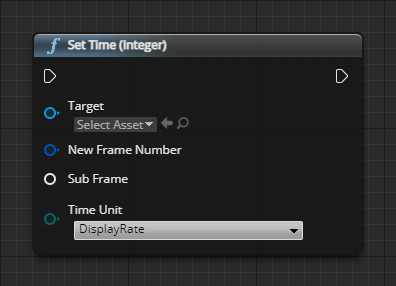 Set Time (Integer)
Target
Select Asset
New Frame Number
Sub Frame
Time Unit
DisplayRate